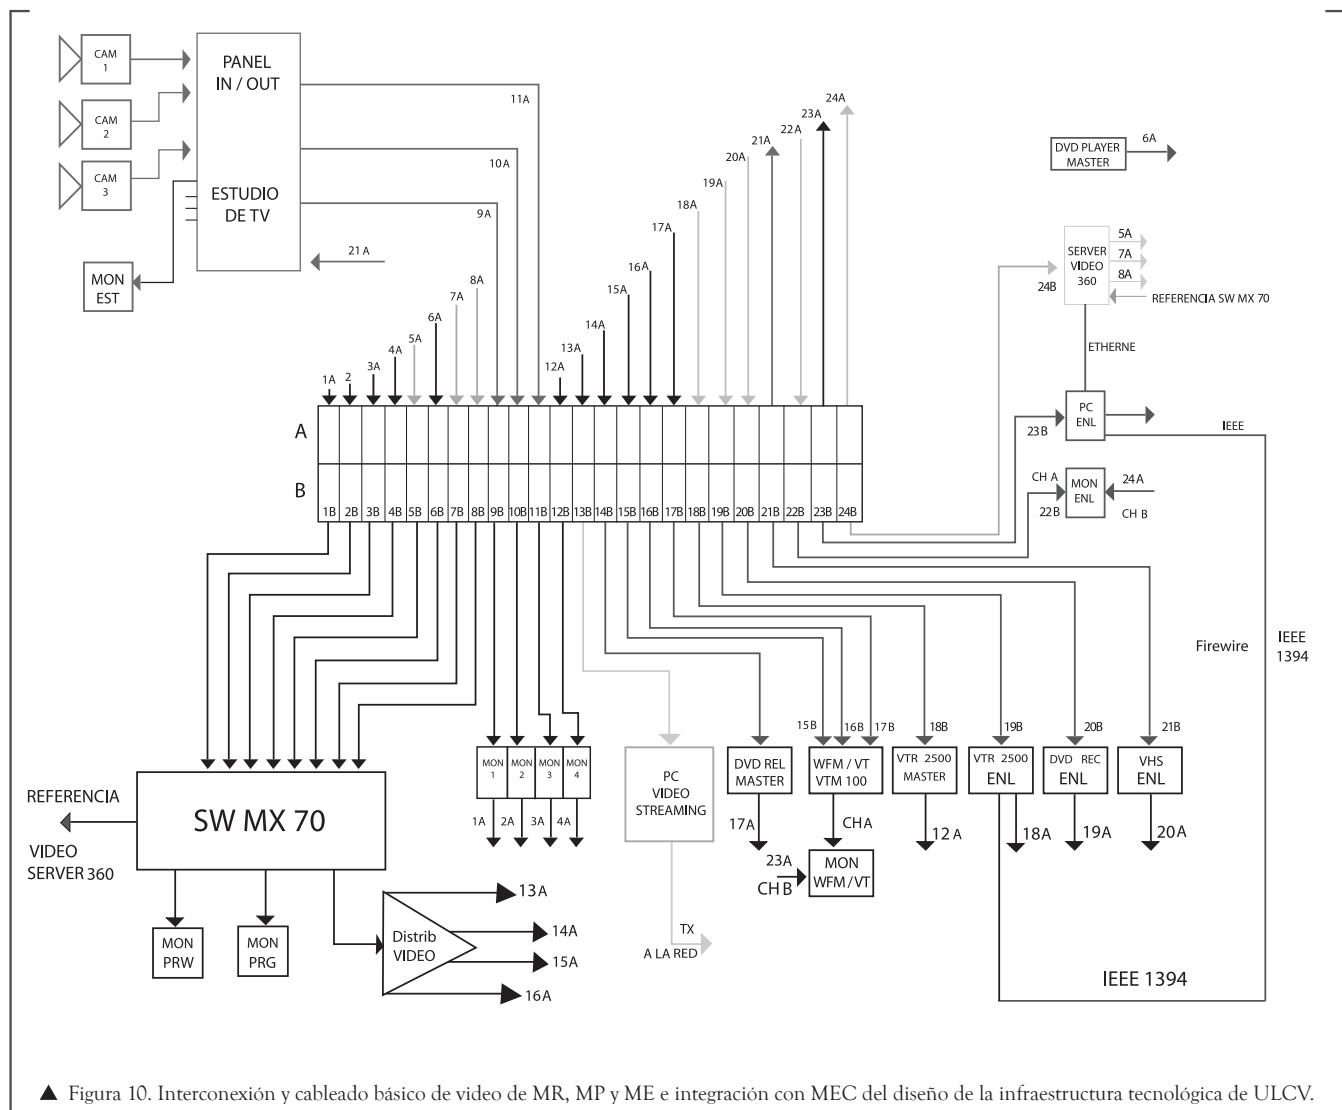 CAM
1
CAM
2
CAM
3
PANEL
IN / OUT
ESTUDIO
DE TV
MON
EST
21 A
11A
10 A
9 A
1A
2
3A
4A
5A
6A
7A
8A
12A
13A
14A
15A
16A
17A
18A
19A
20A
21A
22A
23A
24A
DVD PLAYER
MASTER
6A
SERVER
VIDEO
360
5A
7A
8A
24B
REFERENCIA SW MX 70
ETHERNE
PC
ENL
23B
IEEE
CH A
22B
MON
ENL
24 A
CH B
A
B
1B
2B
3B
4B
5B
6B
7B
8B
9B
10B
11B
12B
13B
14B
15B
16B
17B
18B
19B
20B
21B
22B
23B
24B
Firewire
IEEE
1394
REFERENCIA
VIDEO
SERVER 360
SW MX 70
MON
1
MON
2
MON
3
MON
4
1A
2A
3A
4A
PC
VIDEO
STREAMING
TX
A LA RED
DVD REL
MASTER
17A
15B
16B
17B
WFM / VT
VTM 100
CH A
23A
CH B
MON
WFM / VT
18B
VTR 2500
MASTER
12 A
19B
VTR 2500
ENL
18A
20B
DVD REC
ENL
19A
21B
VHS
ENL
20A
MON
PRW
MON
PRG
Distrib
VIDEO
13 A
14A
15A
16A
IEEE 1394
▲ Figura 10. Interconexión y cableado básico de video de MR, MP y ME e integración con MEC del diseño de la infraestructura tecnológica de ULCV.